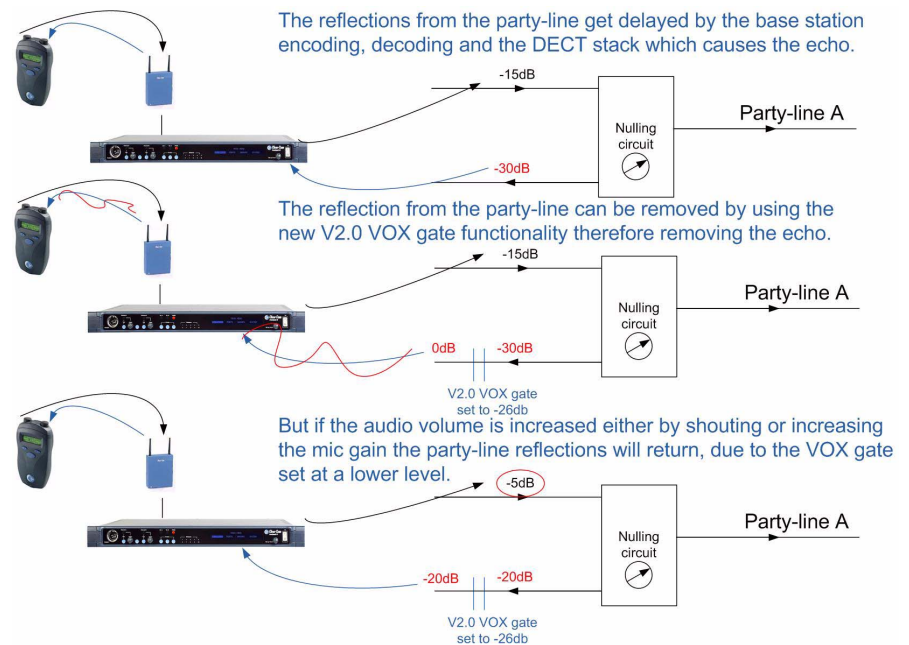 The reflections from the party-line get delayed by the base station
encoding, decoding and the DECT stack which causes the echo.
-15dB
Party-line A
Nulling
circuit
-30dB
The reflection from the party-line can be removed by using the
new V2.0 VOX gate functionality therefore removing the echo.
-15dB
Party-line A
Nulling
circuit
0dB
-30dB
V2.0 VOX gate
set to -26db
But if the audio volume is increased either by shouting or increasing
the mic gain the party-line reflections will return, due to the VOX gate
set at a lower level.
-5dB
Party-line A
Nulling
circuit
-20dB
-20dB
V2.0 VOX gate
set to -26db